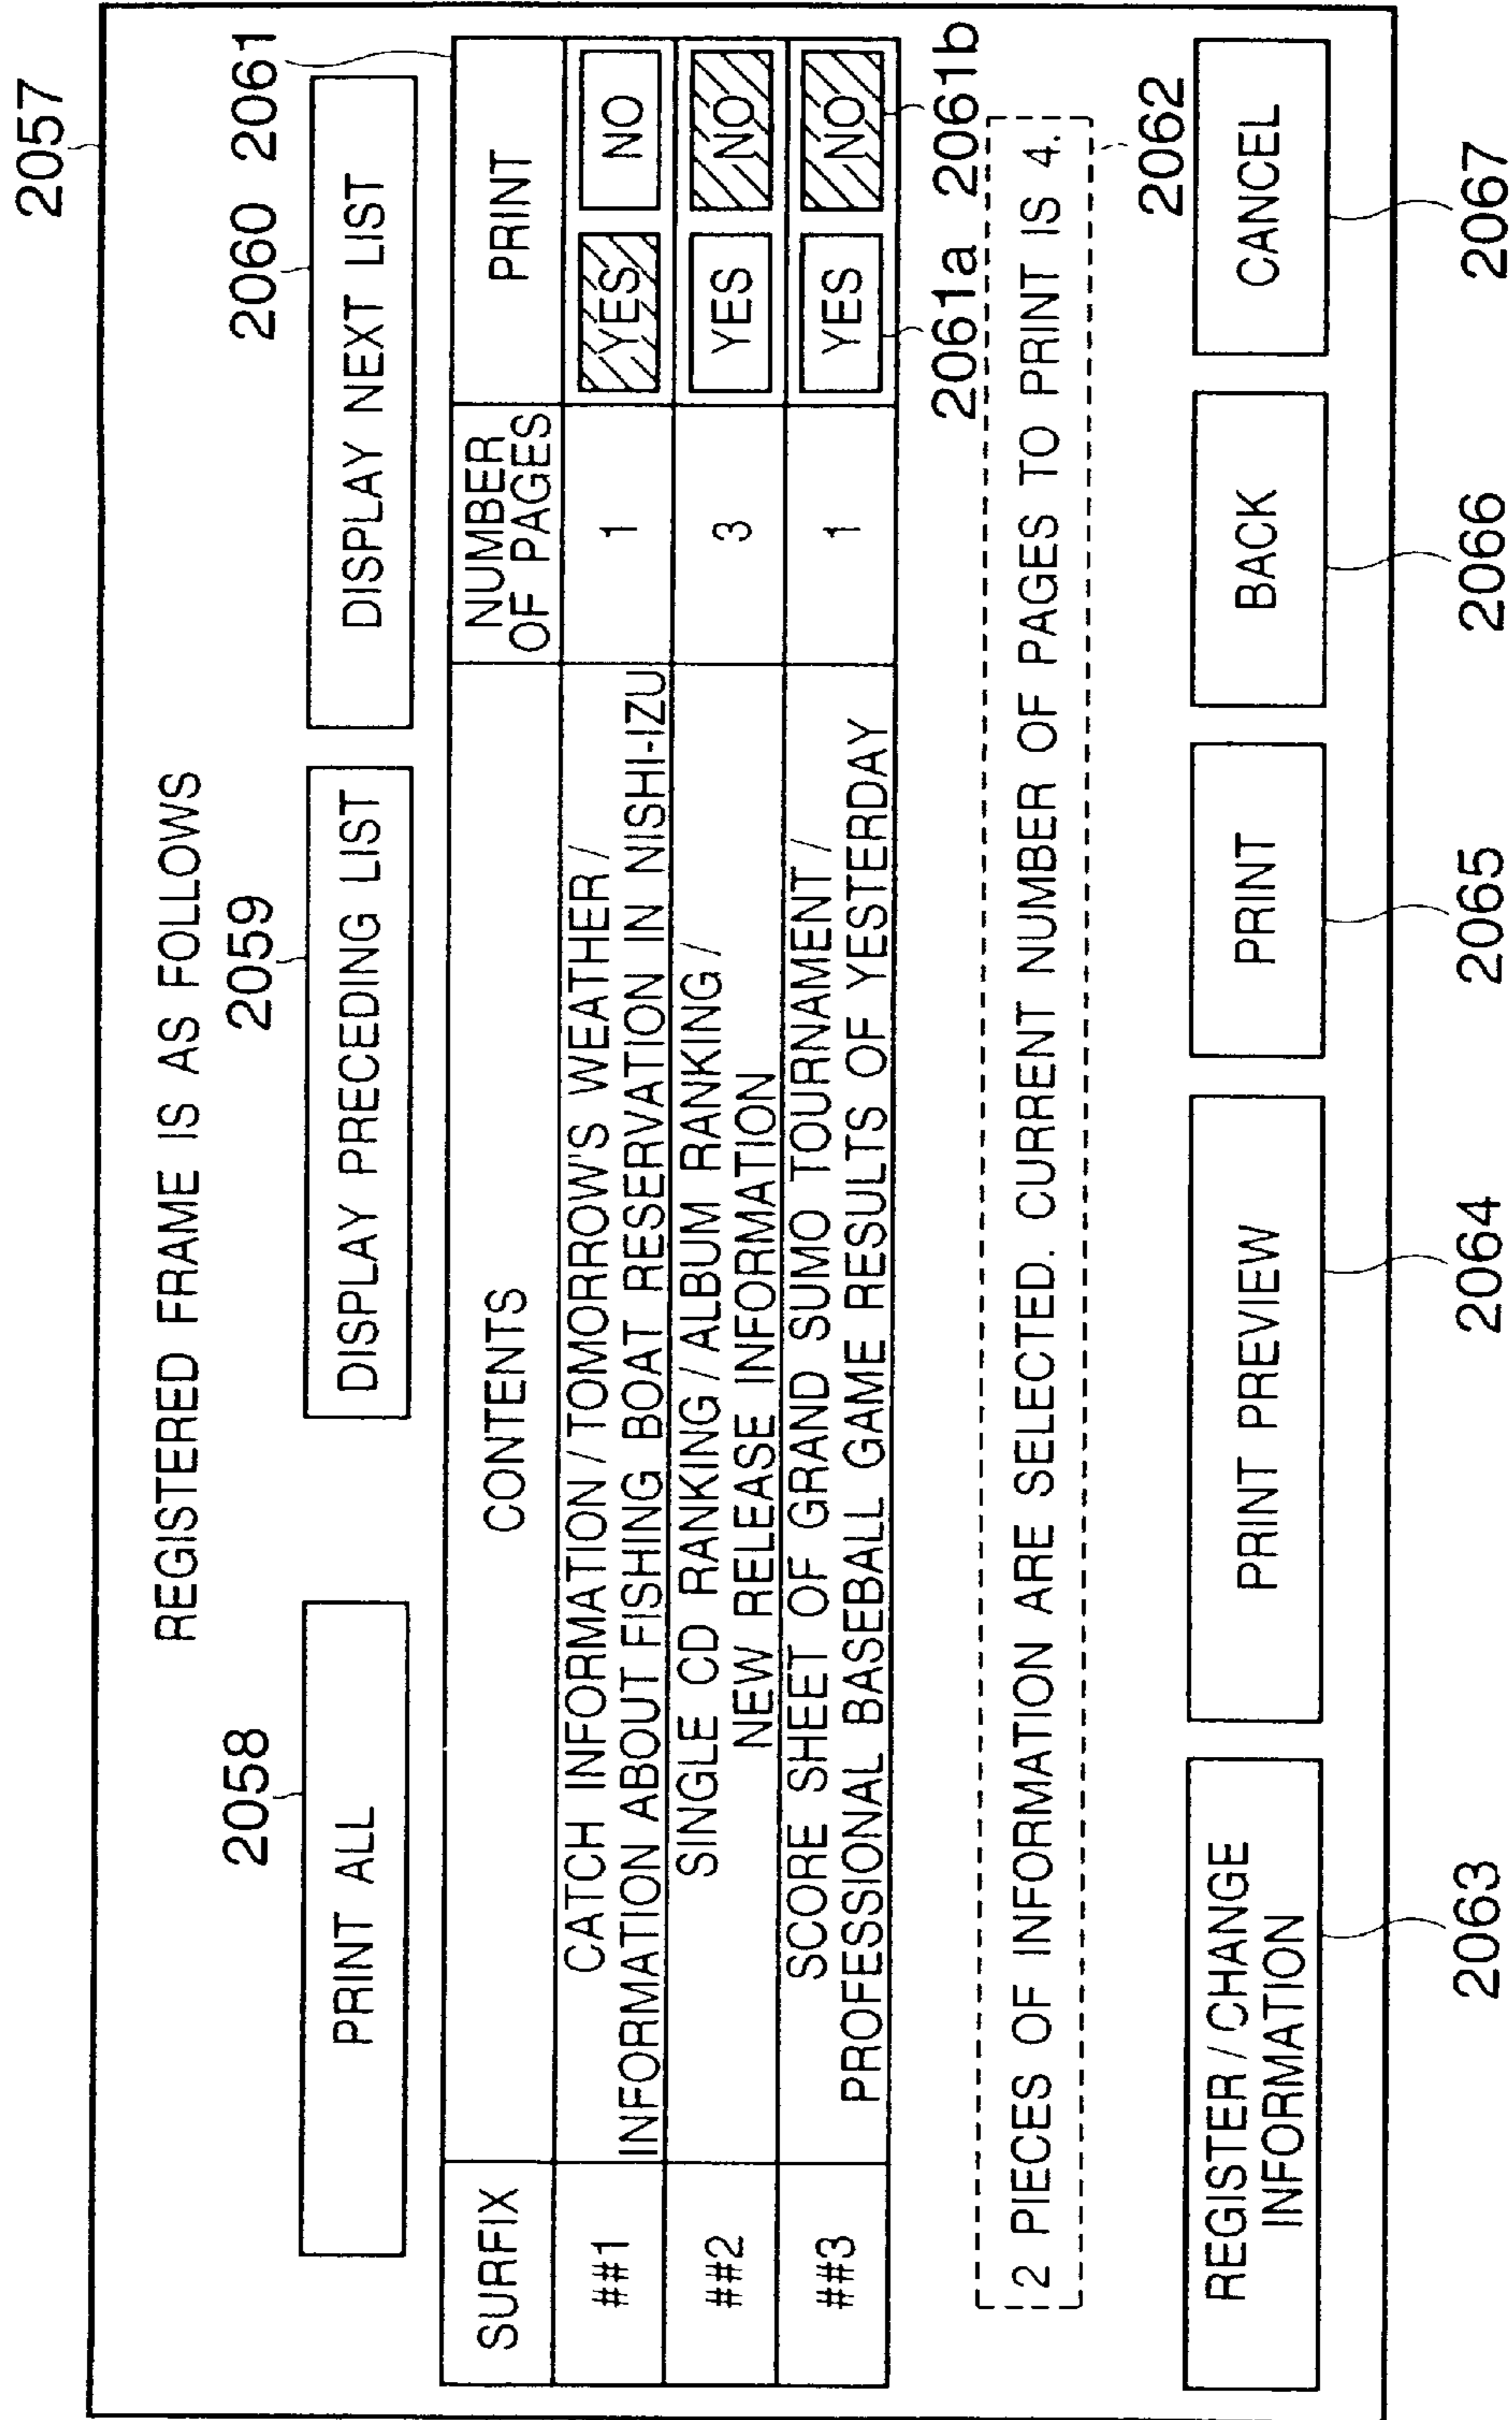 2057
REGISTERED FRAME IS AS FOLLOWS
2058
2059
2060
2061
PRINT ALL
DISPLAY PRECEDING LIST
DISPLAY NEXT LIST
SURFIX
CONTENTS
NUMBER
OF PAGES
PRINT
##1
CATCH INFORMATION / TOMORROW'S WEATHER /
INFORMATION ABOUT FISHING BOAT RESERVATION IN NISHI-IZU
1
YES
NO
##2
SINGLE CD RANKING / ALBUM RANKING /
NEW RELEASE INFORMATION
3
YES
NO
##3
SCORE SHEET OF GRAND SUMO TOURNAMENT /
PROFESSIONAL BASEBALL GAME RESULTS OF YESTERDAY
1
YES
NO
2061a
2061b
2 PIECES OF INFORMATION ARE SELECTED. CURRENT NUMBER OF PAGES TO PRINT IS 4.
2062
REGISTER / CHANGE
INFORMATION
PRINT PREVIEW
PRINT
BACK
CANCEL
2063
2064
2065
2066
2067